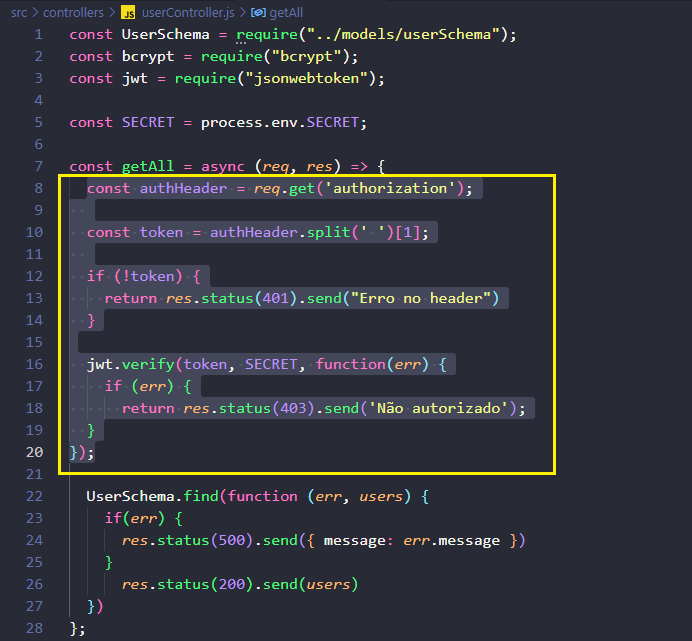 src > controllers > JS userController.js > getAll
1 const UserSchema = require("../models/userSchema");
2 const bcrypt = require("bcrypt");
3 const jwt = require("jsonwebtoken");
4
5 const SECRET = process.env.SECRET;
6
7 const getAll = async (req, res) => {
8 const authHeader = req.get('authorization');
9
10 const token = authHeader.split(' ')[1];
11
12 if (!token) {
13 return res.status(401).send("Erro no header")
14 }
15
16 jwt.verify(token, SECRET, function(err) {
17 if (err) {
18 return res.status(403).send('Não autorizado');
19 }
20 });
21
22 UserSchema.find(function (err, users) {
23 if(err) {
24 res.status(500).send({ message: err.message })
25 }
26 res.status(200).send(users)
27 })
28 };